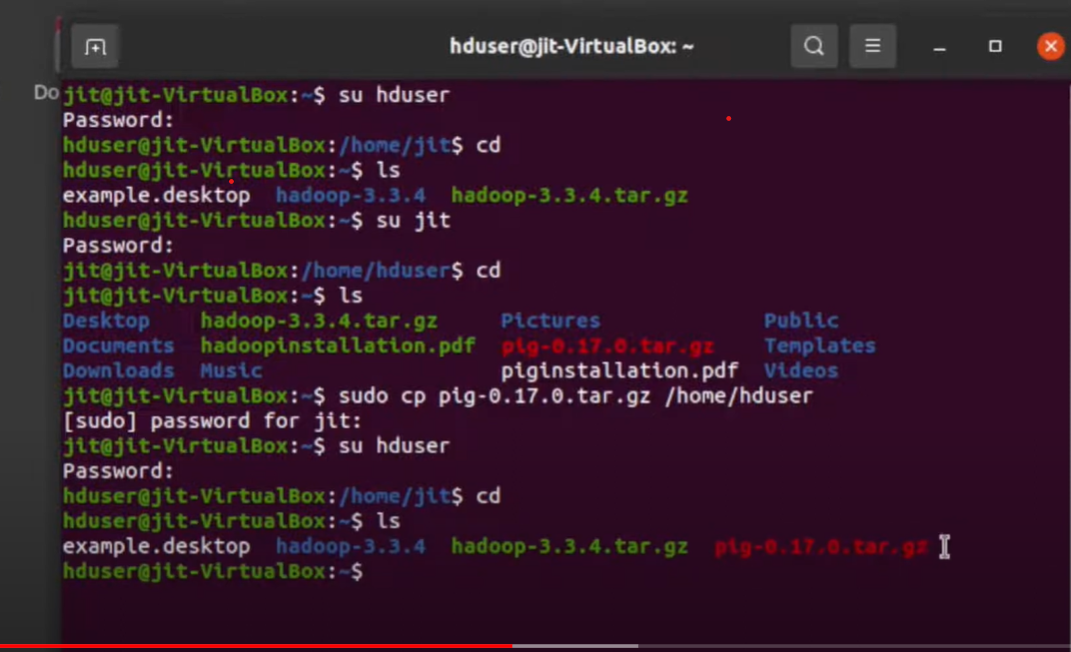 hduser@jit-VirtualBox: ~
Do
jit@jit-VirtualBox:~$ su hduser
Password:
hduser@jit-VirtualBox:/home/jit$ cd
hduser@jit-VirtualBox:~$ ls
example.desktop hadoop-3.3.4 hadoop-3.3.4.tar.gz
hduser@jit-VirtualBox:~$ su jit
Password:
jit@jit-VirtualBox:/home/hduser$ cd
jit@jit-VirtualBox:~$ ls
Desktop hadoop-3.3.4.tar.gz Pictures Public
Documents hadoopinstallation.pdf pig-0.17.0.tar.gz Templates
Downloads Music piginstallation.pdf Videos
jit@jit-VirtualBox:~$ sudo cp pig-0.17.0.tar.gz /home/hduser
[sudo] password for jit:
jit@jit-VirtualBox:~$ su hduser
Password:
hduser@jit-VirtualBox:/home/jit$ cd
hduser@jit-VirtualBox:~$ ls
example.desktop hadoop-3.3.4 hadoop-3.3.4.tar.gz pig-0.17.0.tar.gz
hduser@jit-VirtualBox:~$